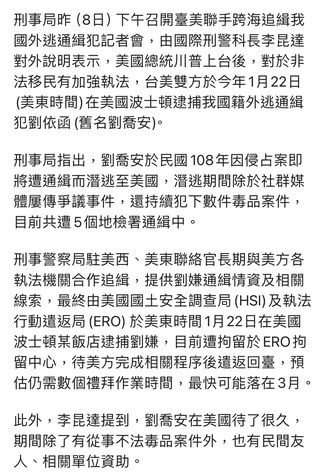 刑事局昨（8日）下午召開臺美聯手跨海追緝我
國外逃通緝犯記者會，由國際刑警科長李昆達
對外說明表示，美國總統川普上台後，對於非
法移民有加強執法，台美雙方於今年1月22日
(美東時間)在美國波士頓逮捕我國籍外逃通緝
犯劉依函(舊名劉喬安)。
刑事局指出，劉喬安於民國108年因侵占案即
將遭通緝而潛逃至美國，潛逃期間除於社群媒
體屢傳爭議事件，還持續犯下數件毒品案件，
目前共遭5個地檢署通緝中。
刑事警察局駐美西、美東聯絡官長期與美方各
執法機關合作追緝，提供劉嫌通緝情資及相關
線索，最終由美國國土安全調查局(HSI)及執法
行動遣返局(ERO) 於美東時間1月22日在美國
波士頓某飯店逮捕劉嫌，目前遭拘留於ERO拘
留中心，待美方完成相關程序後遣返回臺，預
估仍需數個禮拜作業時間，最快可能落在3月。
此外，李昆達提到，劉喬安在美國待了很久，
期間除了有從事不法毒品案件外，也有民間友
人、相關單位資助。